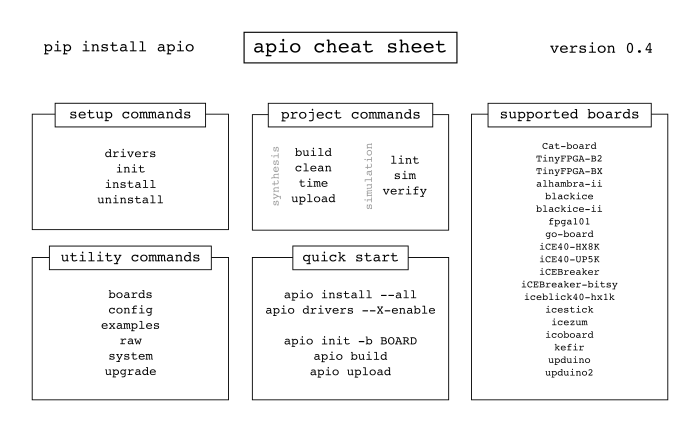 pip install apio
apio cheat sheet
version 0.4
setup commands
drivers
init
install
uninstall
project commands
synthesis
build
clean
time
upload
simulation
lint
sim
verify
supported boards
Cat-board
TinyFPGA-B2
TinyFPGA-BX
alhambra-ii
blackice
blackice-ii
fpga101
go-board
iCE40-HX8K
iCE40-UP5K
iCEBreaker
iCEBreaker-bitsy
iceblick40-hx1k
icestick
icezum
icoboard
kefir
upduino
upduino2
utility commands
boards
config
examples
raw
system
upgrade
quick start
apio install --all
apio drivers --X-enable
apio init -b BOARD
apio build
apio upload